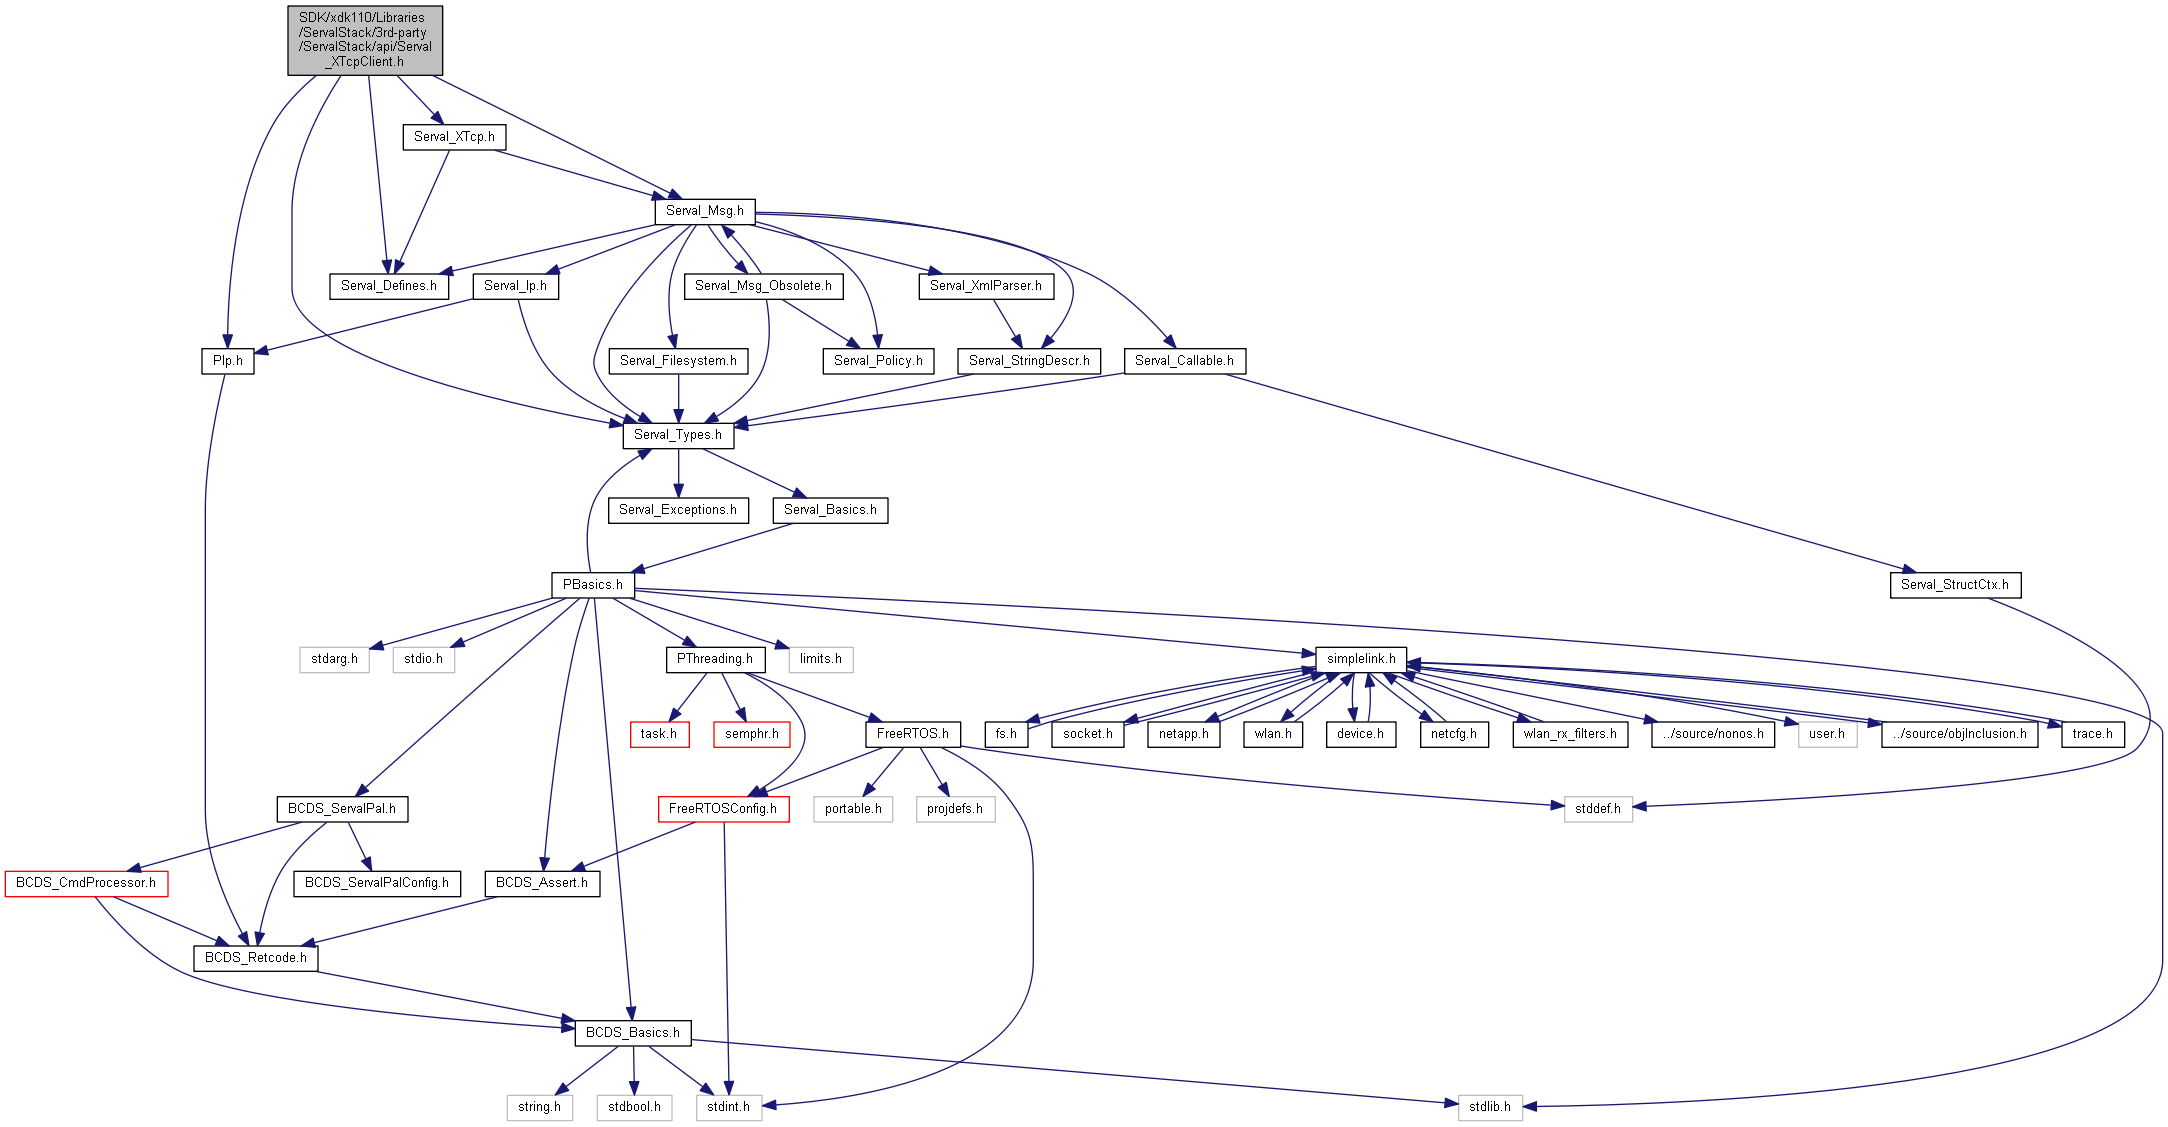 SDK/xdk110/Libraries
/ServalStack/3rd-party
/ServalStack/api/Serval
_XTcpClient.h
Serval_XTcp.h
Serval_Msg.h
Serval_Defines.h
Serval_Ip.h
Serval_Msg_Obsolete.h
Serval_XmlParser.h
PIp.h
Serval_Filesystem.h
Serval_Policy.h
Serval_StringDescr.h
Serval_Callable.h
Serval_Types.h
Serval_Exceptions.h
Serval_Basics.h
PBasics.h
Serval_StructCtx.h
stdarg.h
stdio.h
PThreading.h
limits.h
simplelink.h
task.h
semphr.h
FreeRTOS.h
fs.h
socket.h
netapp.h
wlan.h
device.h
netcfg.h
wlan_rx_filters.h
../source/nonos.h
user.h
../source/objInclusion.h
trace.h
BCDS_ServalPal.h
FreeRTOSConfig.h
portable.h
projdefs.h
stddef.h
BCDS_CmdProcessor.h
BCDS_ServalPalConfig.h
BCDS_Assert.h
BCDS_Retcode.h
BCDS_Basics.h
string.h
stdbool.h
stdint.h
stdlib.h